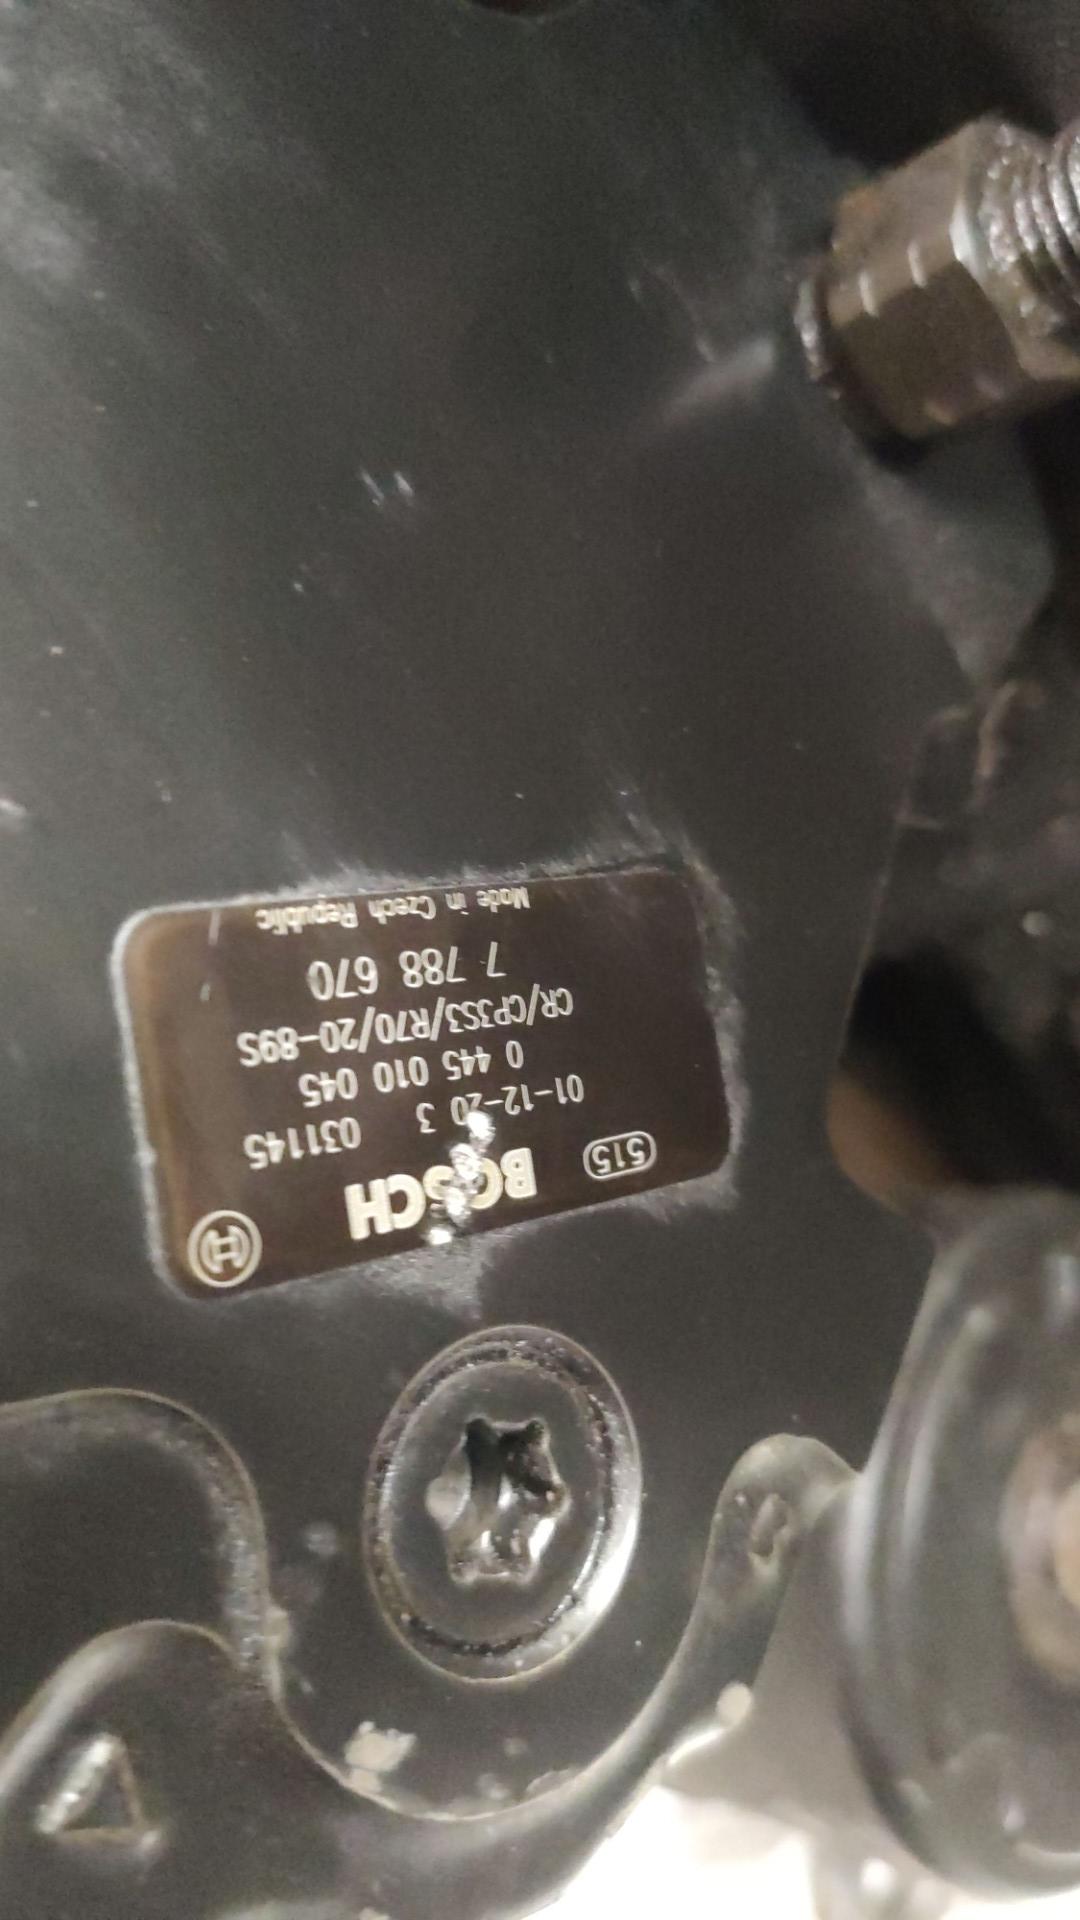 515 BOSCH
01-12-20 3 031145
0 445 010 045
CR/CP3S3/R70/20-89S
7 788 670
Made in Czech Republic